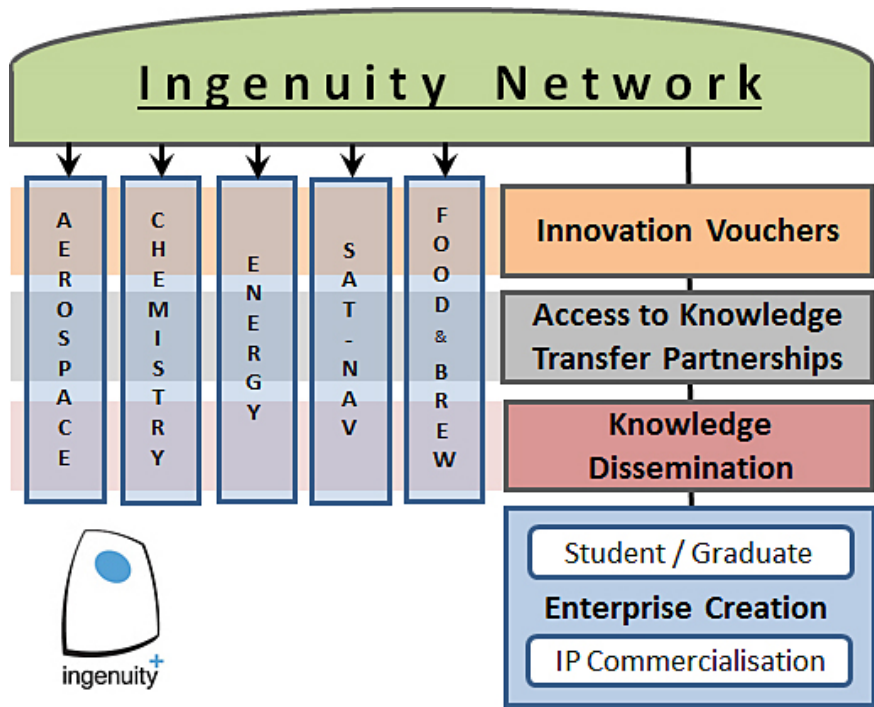 Ingenuity Network
AEROSPACE
CHEMISTRY
ENERGY
SAT-NAV
FOOD & BREW
Innovation Vouchers
Access to Knowledge
Transfer Partnerships
Knowledge
Dissemination
Student / Graduate
Enterprise Creation
IP Commercialisation
ingenuity+